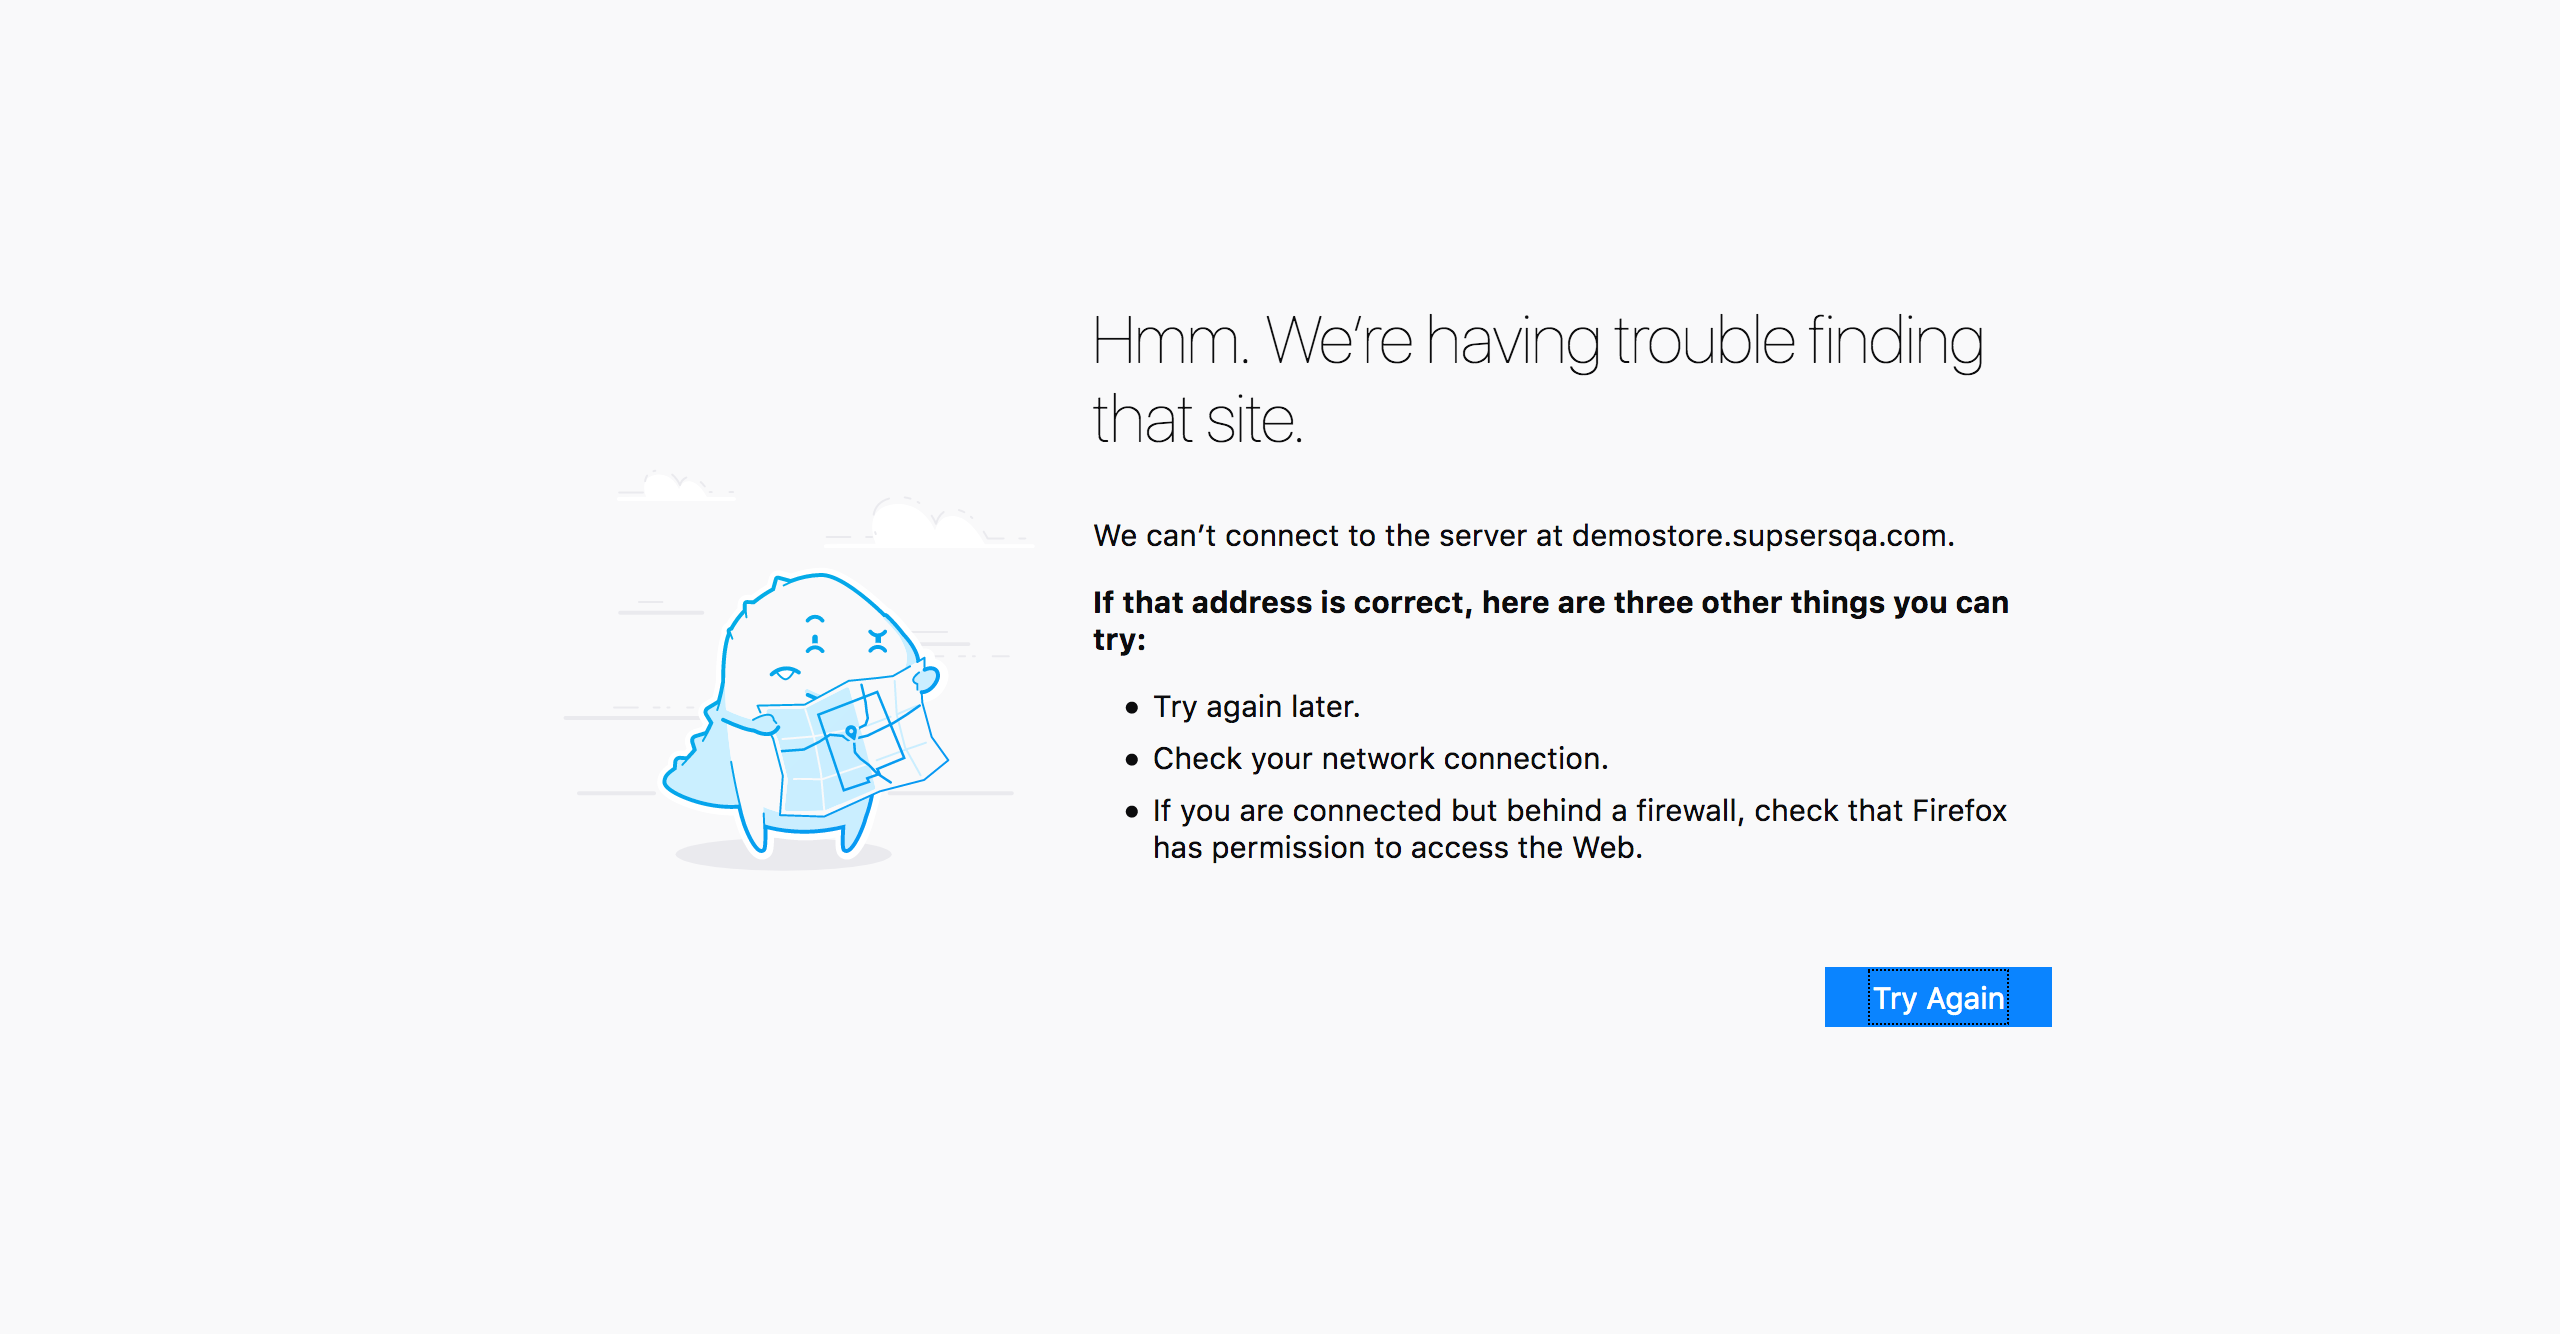 Hmm. We’re having trouble finding
that site.
We can’t connect to the server at demostore.supsersqa.com.
If that address is correct, here are three other things you can
try:
• Try again later.
• Check your network connection.
• If you are connected but behind a firewall, check that Firefox
has permission to access the Web.
Try Again